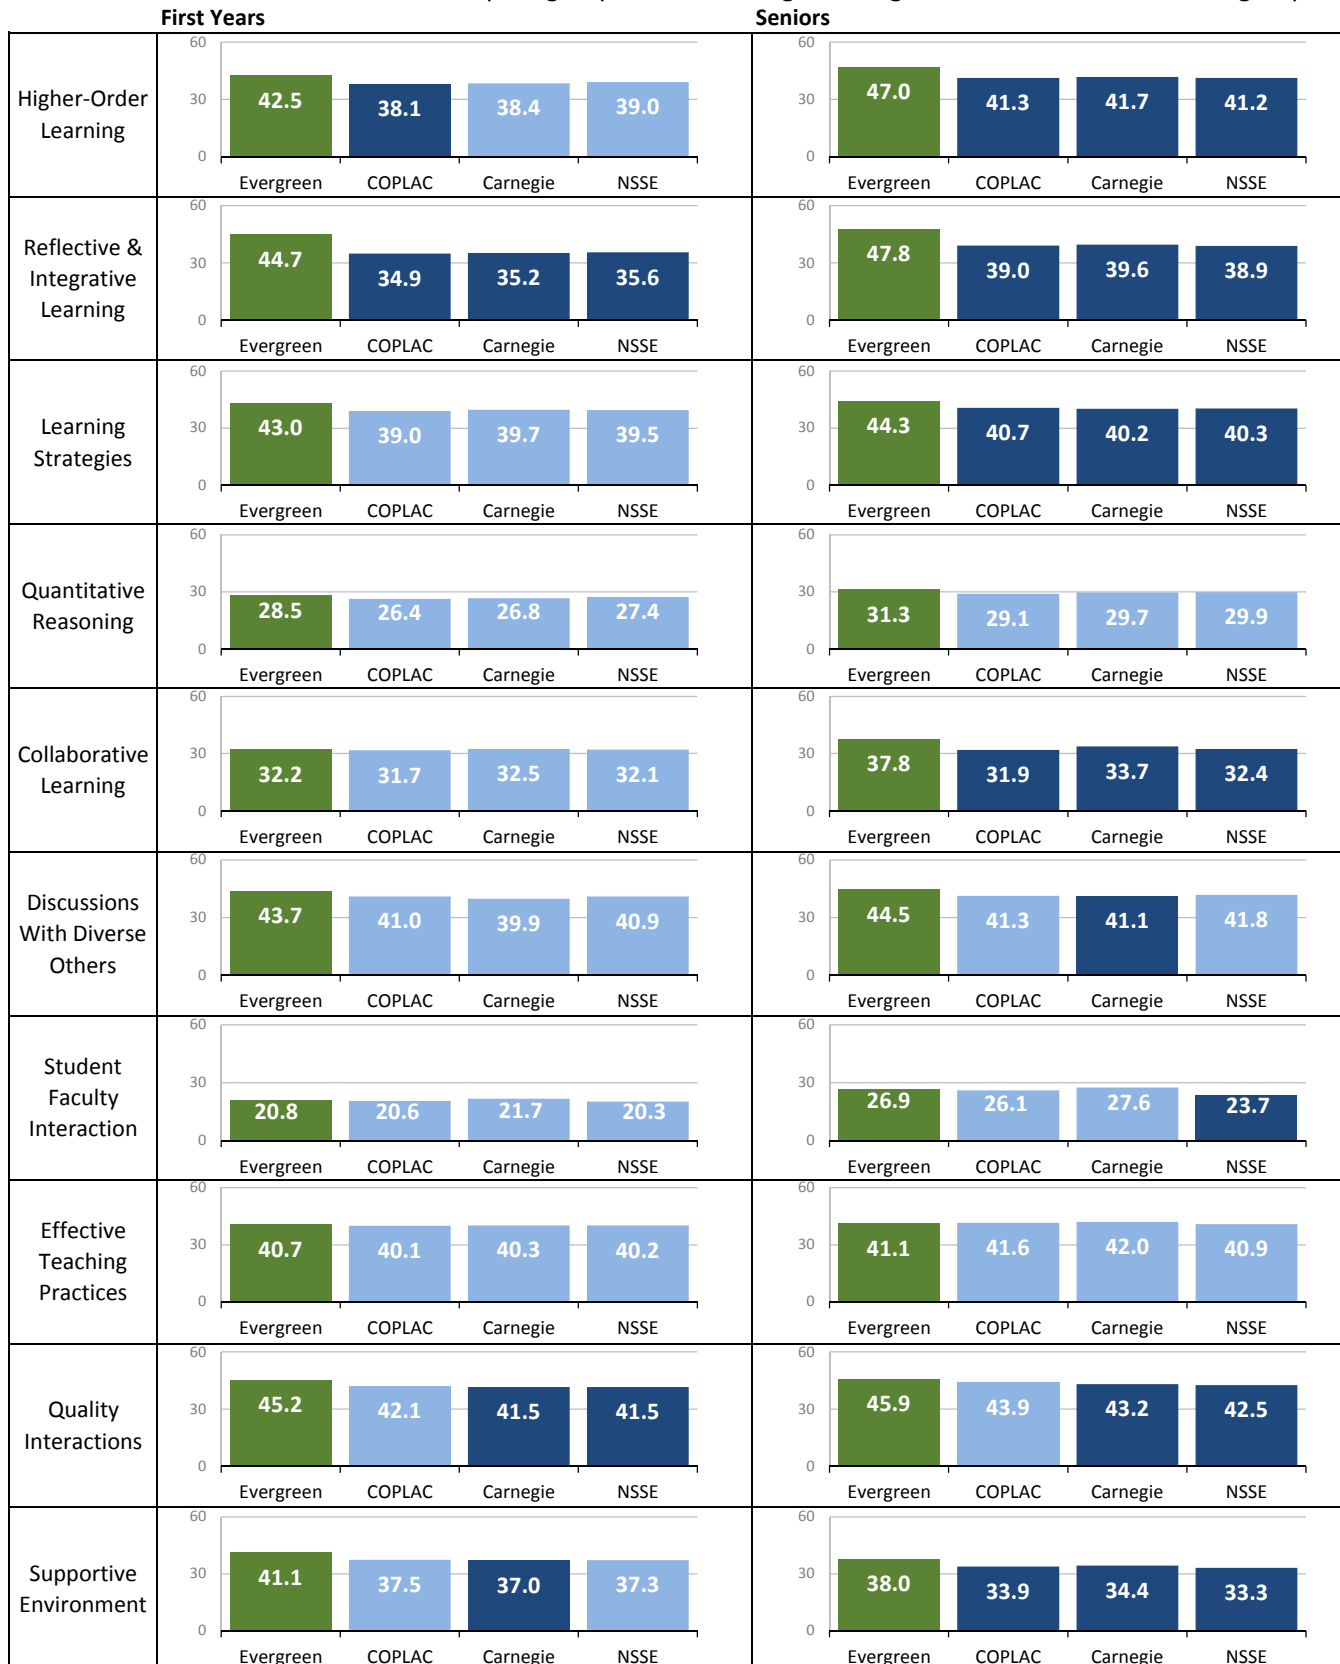 First Years Seniors
Higher-Order
Learning
60
30
0
42.5 38.1 38.4 39.0
Evergreen COPLAC Carnegie NSSE
60
30
0
47.0 41.3 41.7 41.2
Evergreen COPLAC Carnegie NSSE
Reflective &
Integrative
Learning
60
30
0
44.7 34.9 35.2 35.6
Evergreen COPLAC Carnegie NSSE
60
30
0
47.8 39.0 39.6 38.9
Evergreen COPLAC Carnegie NSSE
Learning
Strategies
60
30
0
43.0 39.0 39.7 39.5
Evergreen COPLAC Carnegie NSSE
60
30
0
44.3 40.7 40.2 40.3
Evergreen COPLAC Carnegie NSSE
Quantitative
Reasoning
60
30
0
28.5 26.4 26.8 27.4
Evergreen COPLAC Carnegie NSSE
60
30
0
31.3 29.1 29.7 29.9
Evergreen COPLAC Carnegie NSSE
Collaborative
Learning
60
30
0
32.2 31.7 32.5 32.1
Evergreen COPLAC Carnegie NSSE
60
30
0
37.8 31.9 33.7 32.4
Evergreen COPLAC Carnegie NSSE
Discussions
With Diverse
Others
60
30
0
43.7 41.0 39.9 40.9
Evergreen COPLAC Carnegie NSSE
60
30
0
44.5 41.3 41.1 41.8
Evergreen COPLAC Carnegie NSSE
Student
Faculty
Interaction
60
30
0
20.8 20.6 21.7 20.3
Evergreen COPLAC Carnegie NSSE
60
30
0
26.9 26.1 27.6 23.7
Evergreen COPLAC Carnegie NSSE
Effective
Teaching
Practices
60
30
0
40.7 40.1 40.3 40.2
Evergreen COPLAC Carnegie NSSE
60
30
0
41.1 41.6 42.0 40.9
Evergreen COPLAC Carnegie NSSE
Quality
Interactions
60
30
0
45.2 42.1 41.5 41.5
Evergreen COPLAC Carnegie NSSE
60
30
0
45.9 43.9 43.2 42.5
Evergreen COPLAC Carnegie NSSE
Supportive
Environment
60
30
0
41.1 37.5 37.0 37.3
Evergreen COPLAC Carnegie NSSE
60
30
0
38.0 33.9 34.4 33.3
Evergreen COPLAC Carnegie NSSE